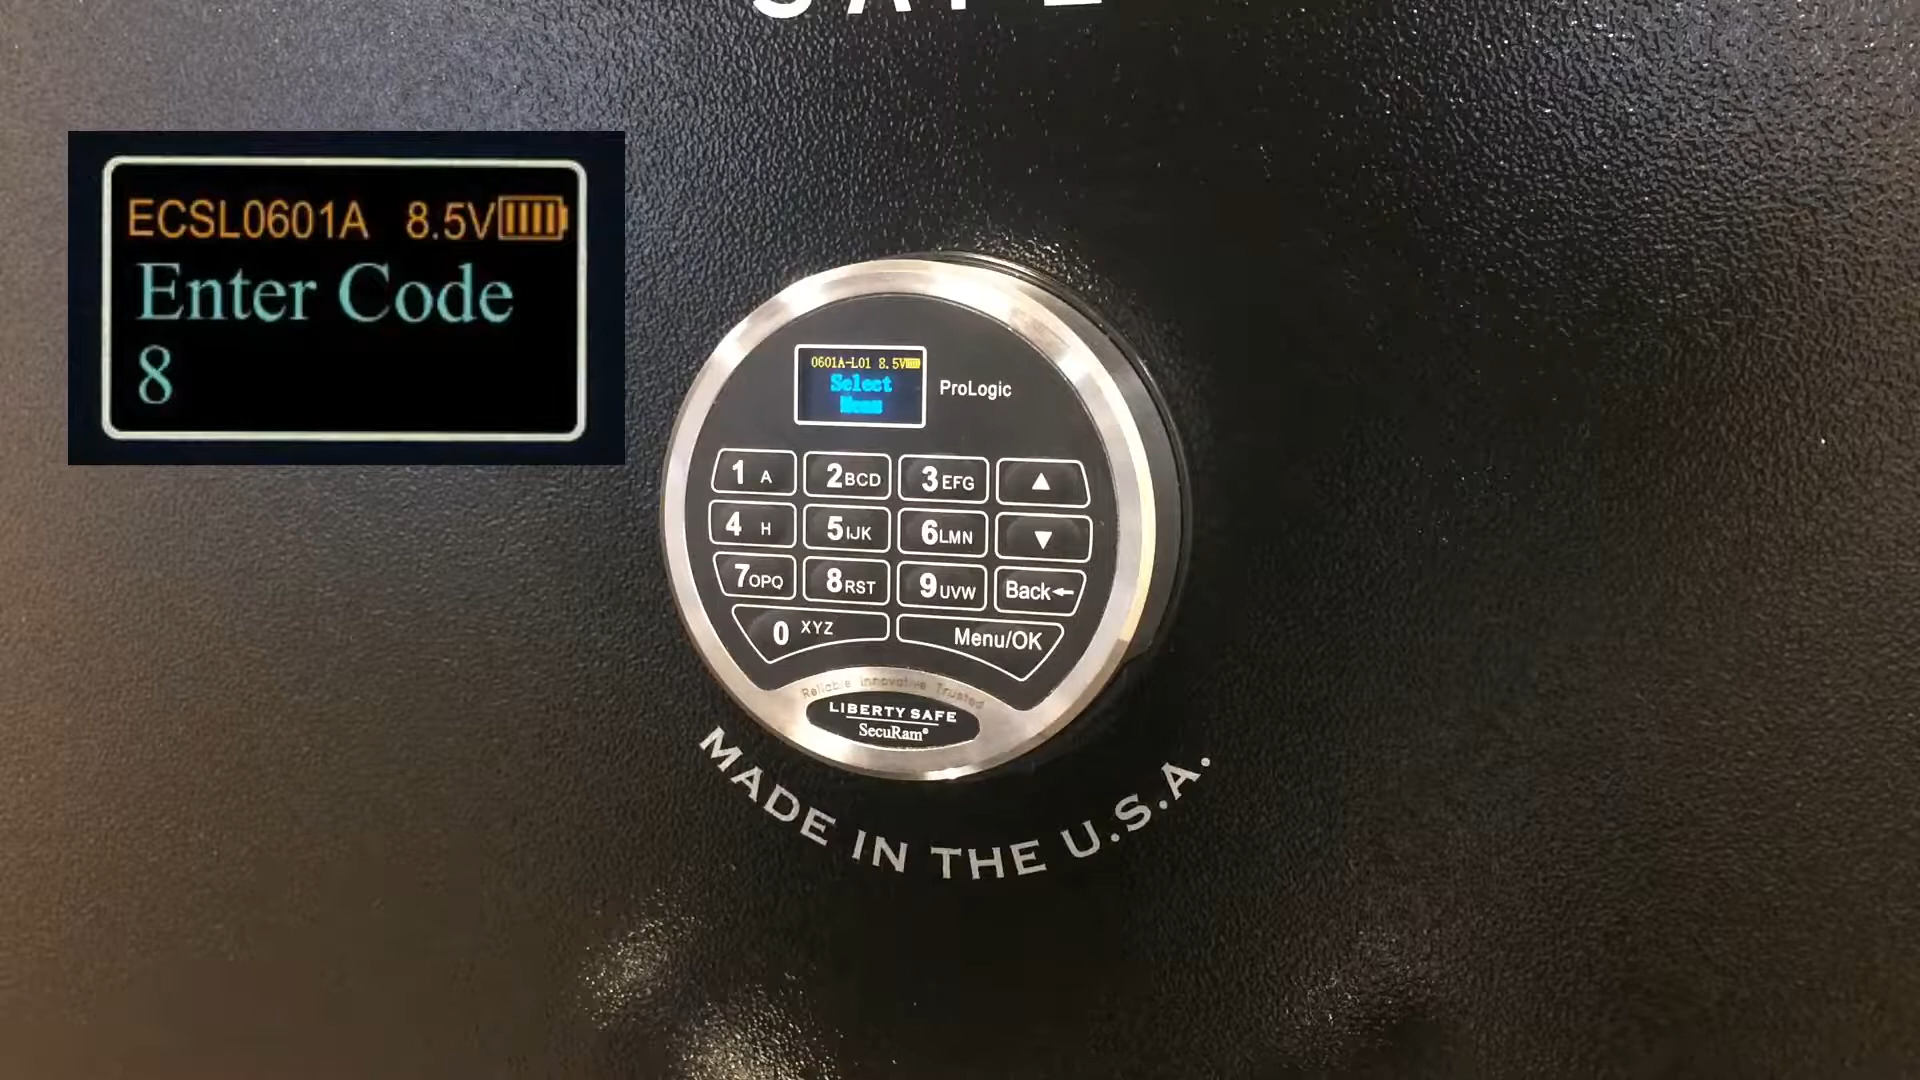 SAFE
ECSL0601A 8.5V
Enter Code
8
0601A-L01 8.5V
Select
Menu
ProLogic
1 A
2 BCD
3 EFG
▲
4 H
5 IJK
6 LMN
▼
7 OPQ
8 RST
9 UVW
Back←
0 XYZ
Menu/OK
Reliable Innovative Trusted
LIBERTY SAFE
SecuRam®
MADE IN THE U.S.A.